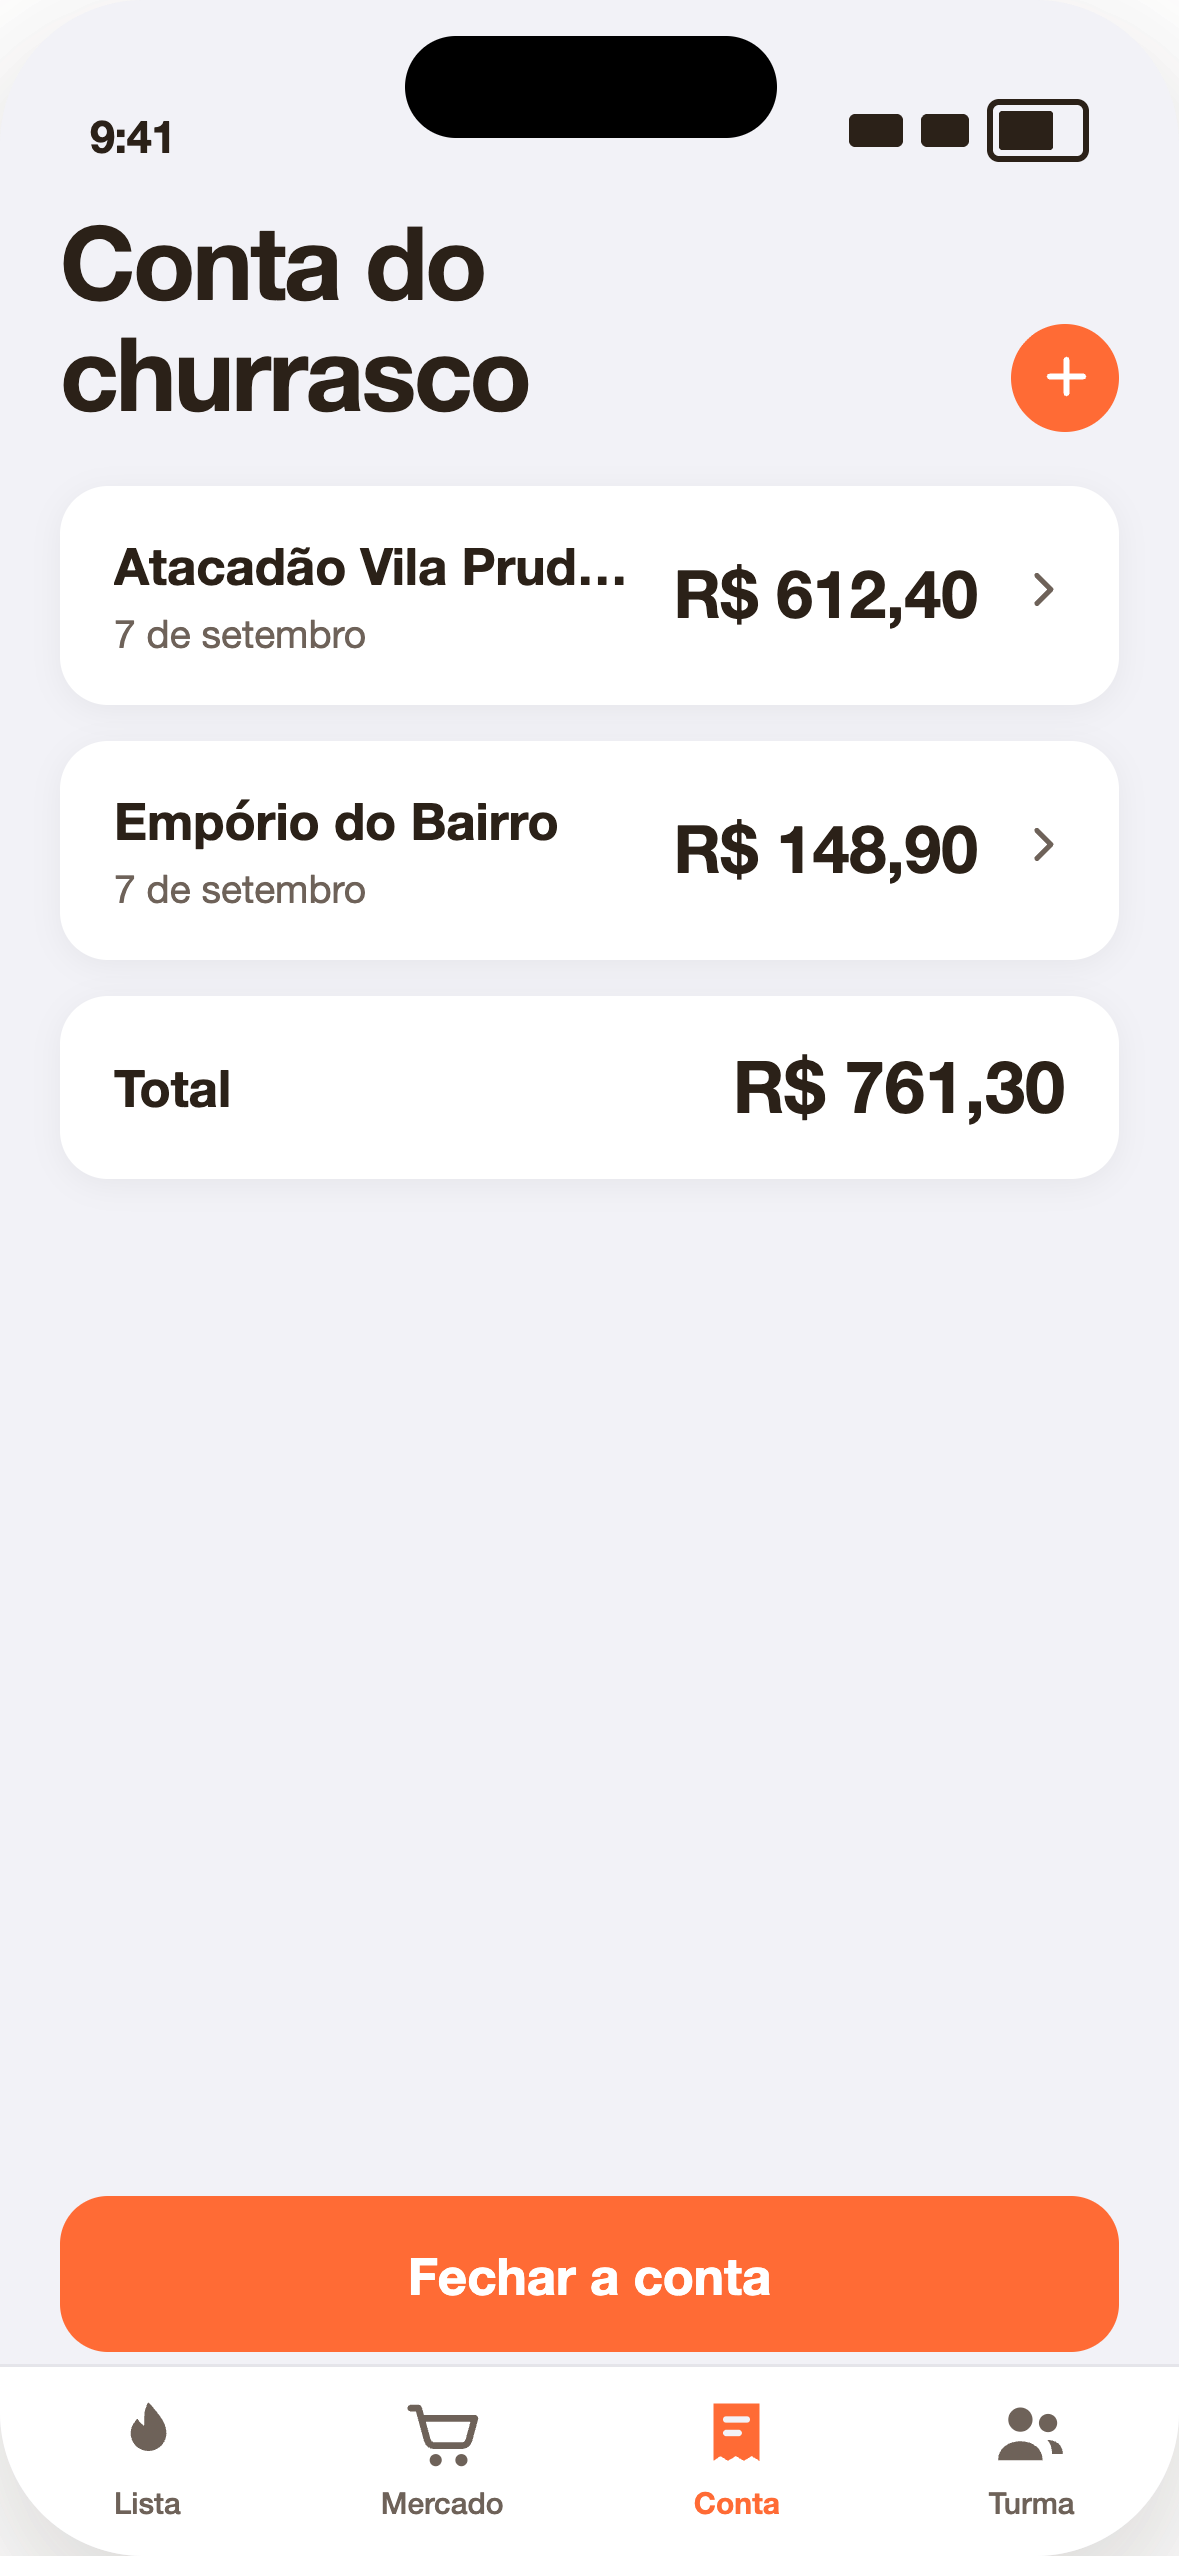 9:41
Conta do
churrasco
Atacadão Vila Prud...
R$ 612,40
7 de setembro
Empório do Bairro
R$ 148,90
7 de setembro
Total
R$ 761,30
Fechar a conta
Lista
Mercado
Conta
Turma